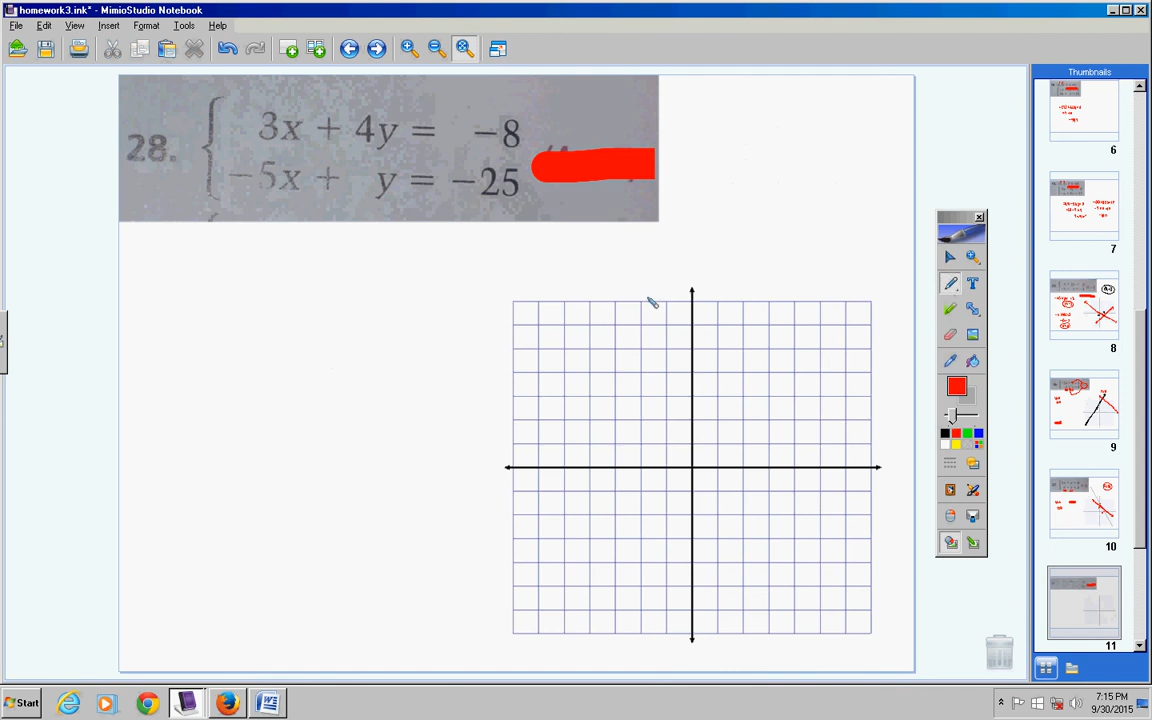 homework3.ink* - MimioStudio Notebook
File Edit View Insert Format Tools Help
Thumbnails
28.
3x + 4y = -8
-5x + y = -25
6
7
8
9
10
11
T
Start
W
7:15 PM
9/30/2015